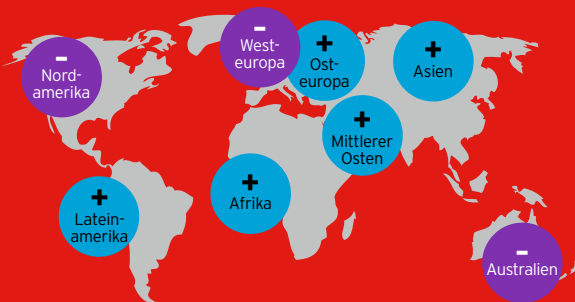 -
Nord-
amerika
-
West-
europa
+
Ost-
europa
+
Asien
+
Mittlerer
Osten
+
Latein-
amerika
+
Afrika
-
Australien